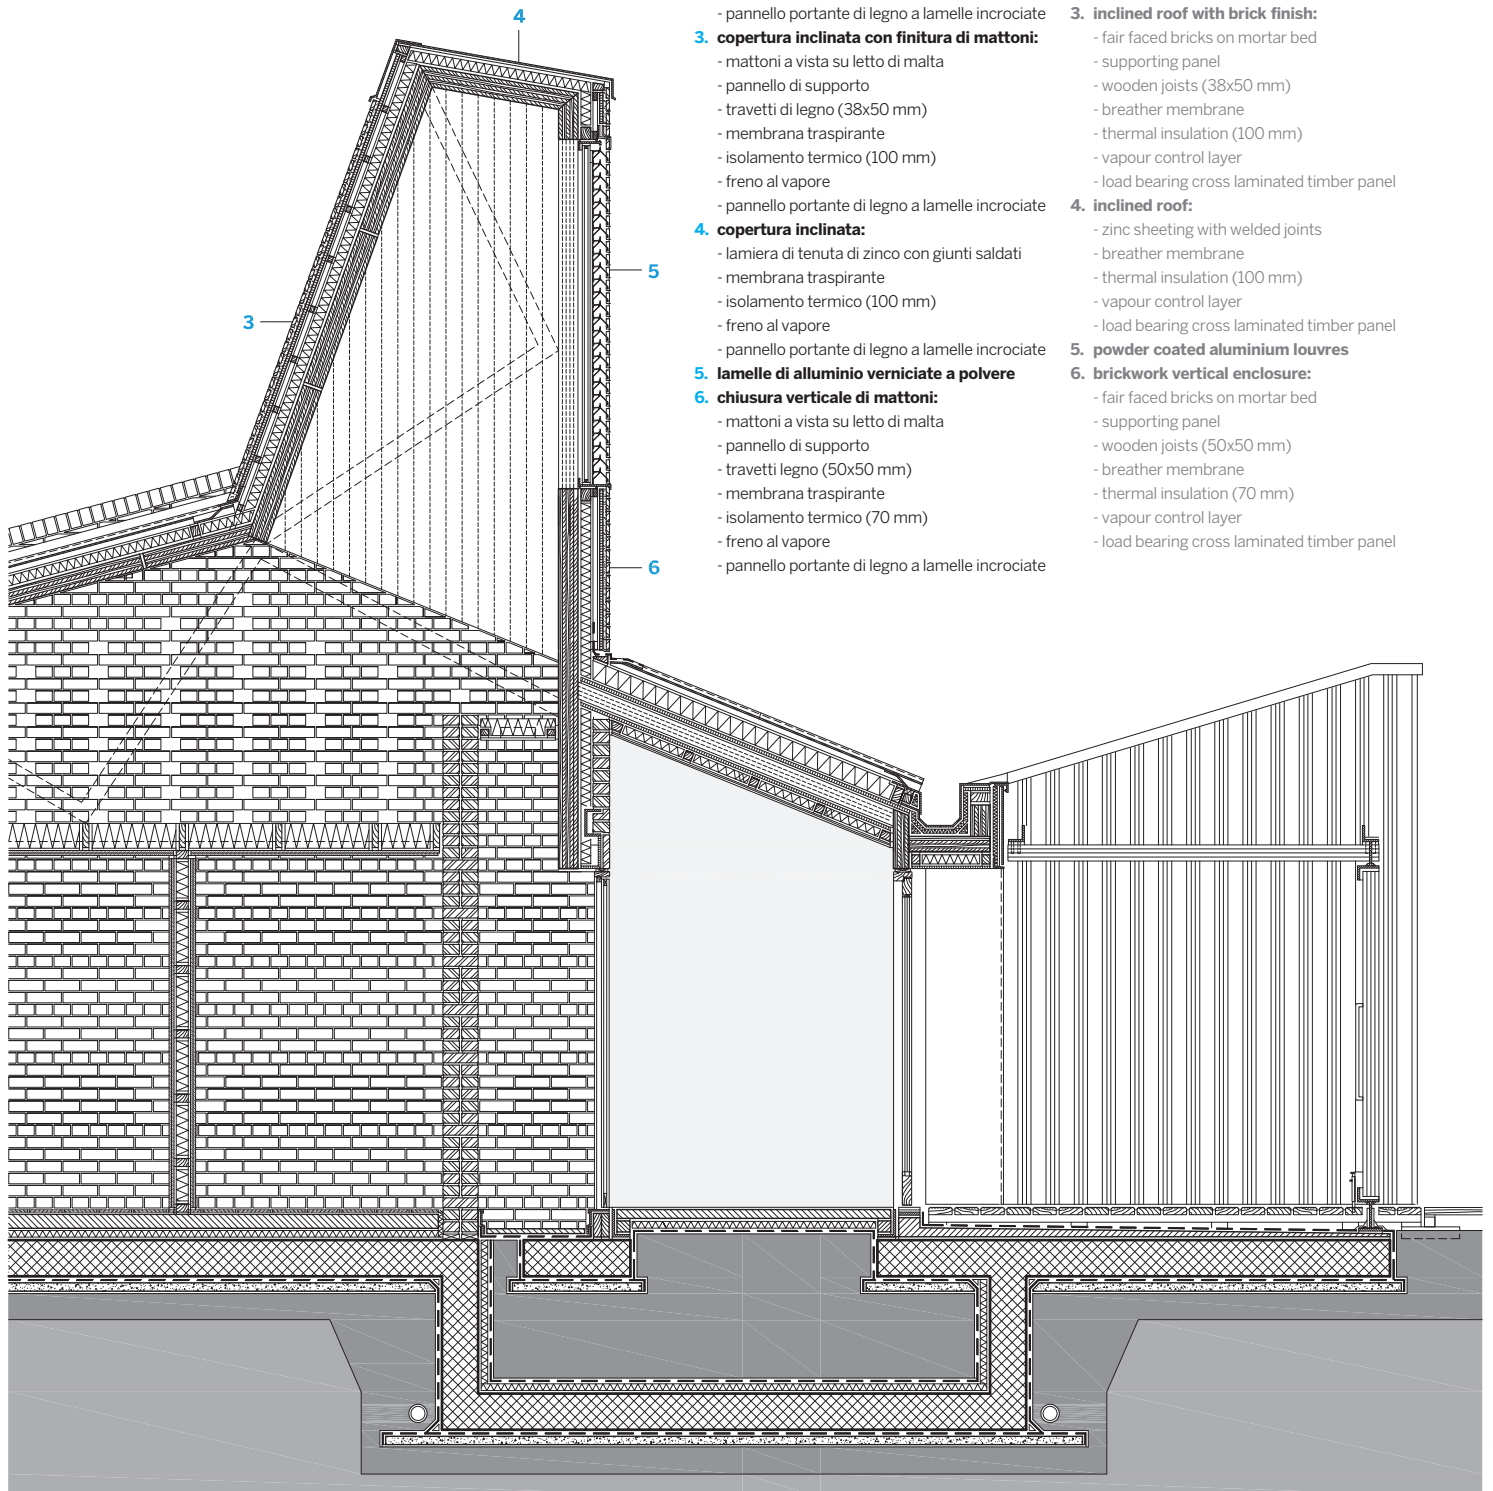 - pannello portante di legno a lamelle incrociate
3. copertura inclinata con finitura di mattoni:
- mattoni a vista su letto di malta
- pannello di supporto
- travetti di legno (38x50 mm)
- membrana traspirante
- isolamento termico (100 mm)
- freno al vapore
- pannello portante di legno a lamelle incrociate
4. copertura inclinata:
- lamiera di tenuta di zinco con giunti saldati
- membrana traspirante
- isolamento termico (100 mm)
- freno al vapore
- pannello portante di legno a lamelle incrociate
5. lamelle di alluminio verniciate a polvere
6. chiusura verticale di mattoni:
- mattoni a vista su letto di malta
- pannello di supporto
- travetti legno (50x50 mm)
- membrana traspirante
- isolamento termico (70 mm)
- freno al vapore
- pannello portante di legno a lamelle incrociate
3. inclined roof with brick finish:
- fair faced bricks on mortar bed
- supporting panel
- wooden joists (38x50 mm)
- breather membrane
- thermal insulation (100 mm)
- vapour control layer
- load bearing cross laminated timber panel
4. inclined roof:
- zinc sheeting with welded joints
- breather membrane
- thermal insulation (100 mm)
- vapour control layer
- load bearing cross laminated timber panel
5. powder coated aluminium louvres
6. brickwork vertical enclosure:
- fair faced bricks on mortar bed
- supporting panel
- wooden joists (50x50 mm)
- breather membrane
- thermal insulation (70 mm)
- vapour control layer
- load bearing cross laminated timber panel
4
5
3
6